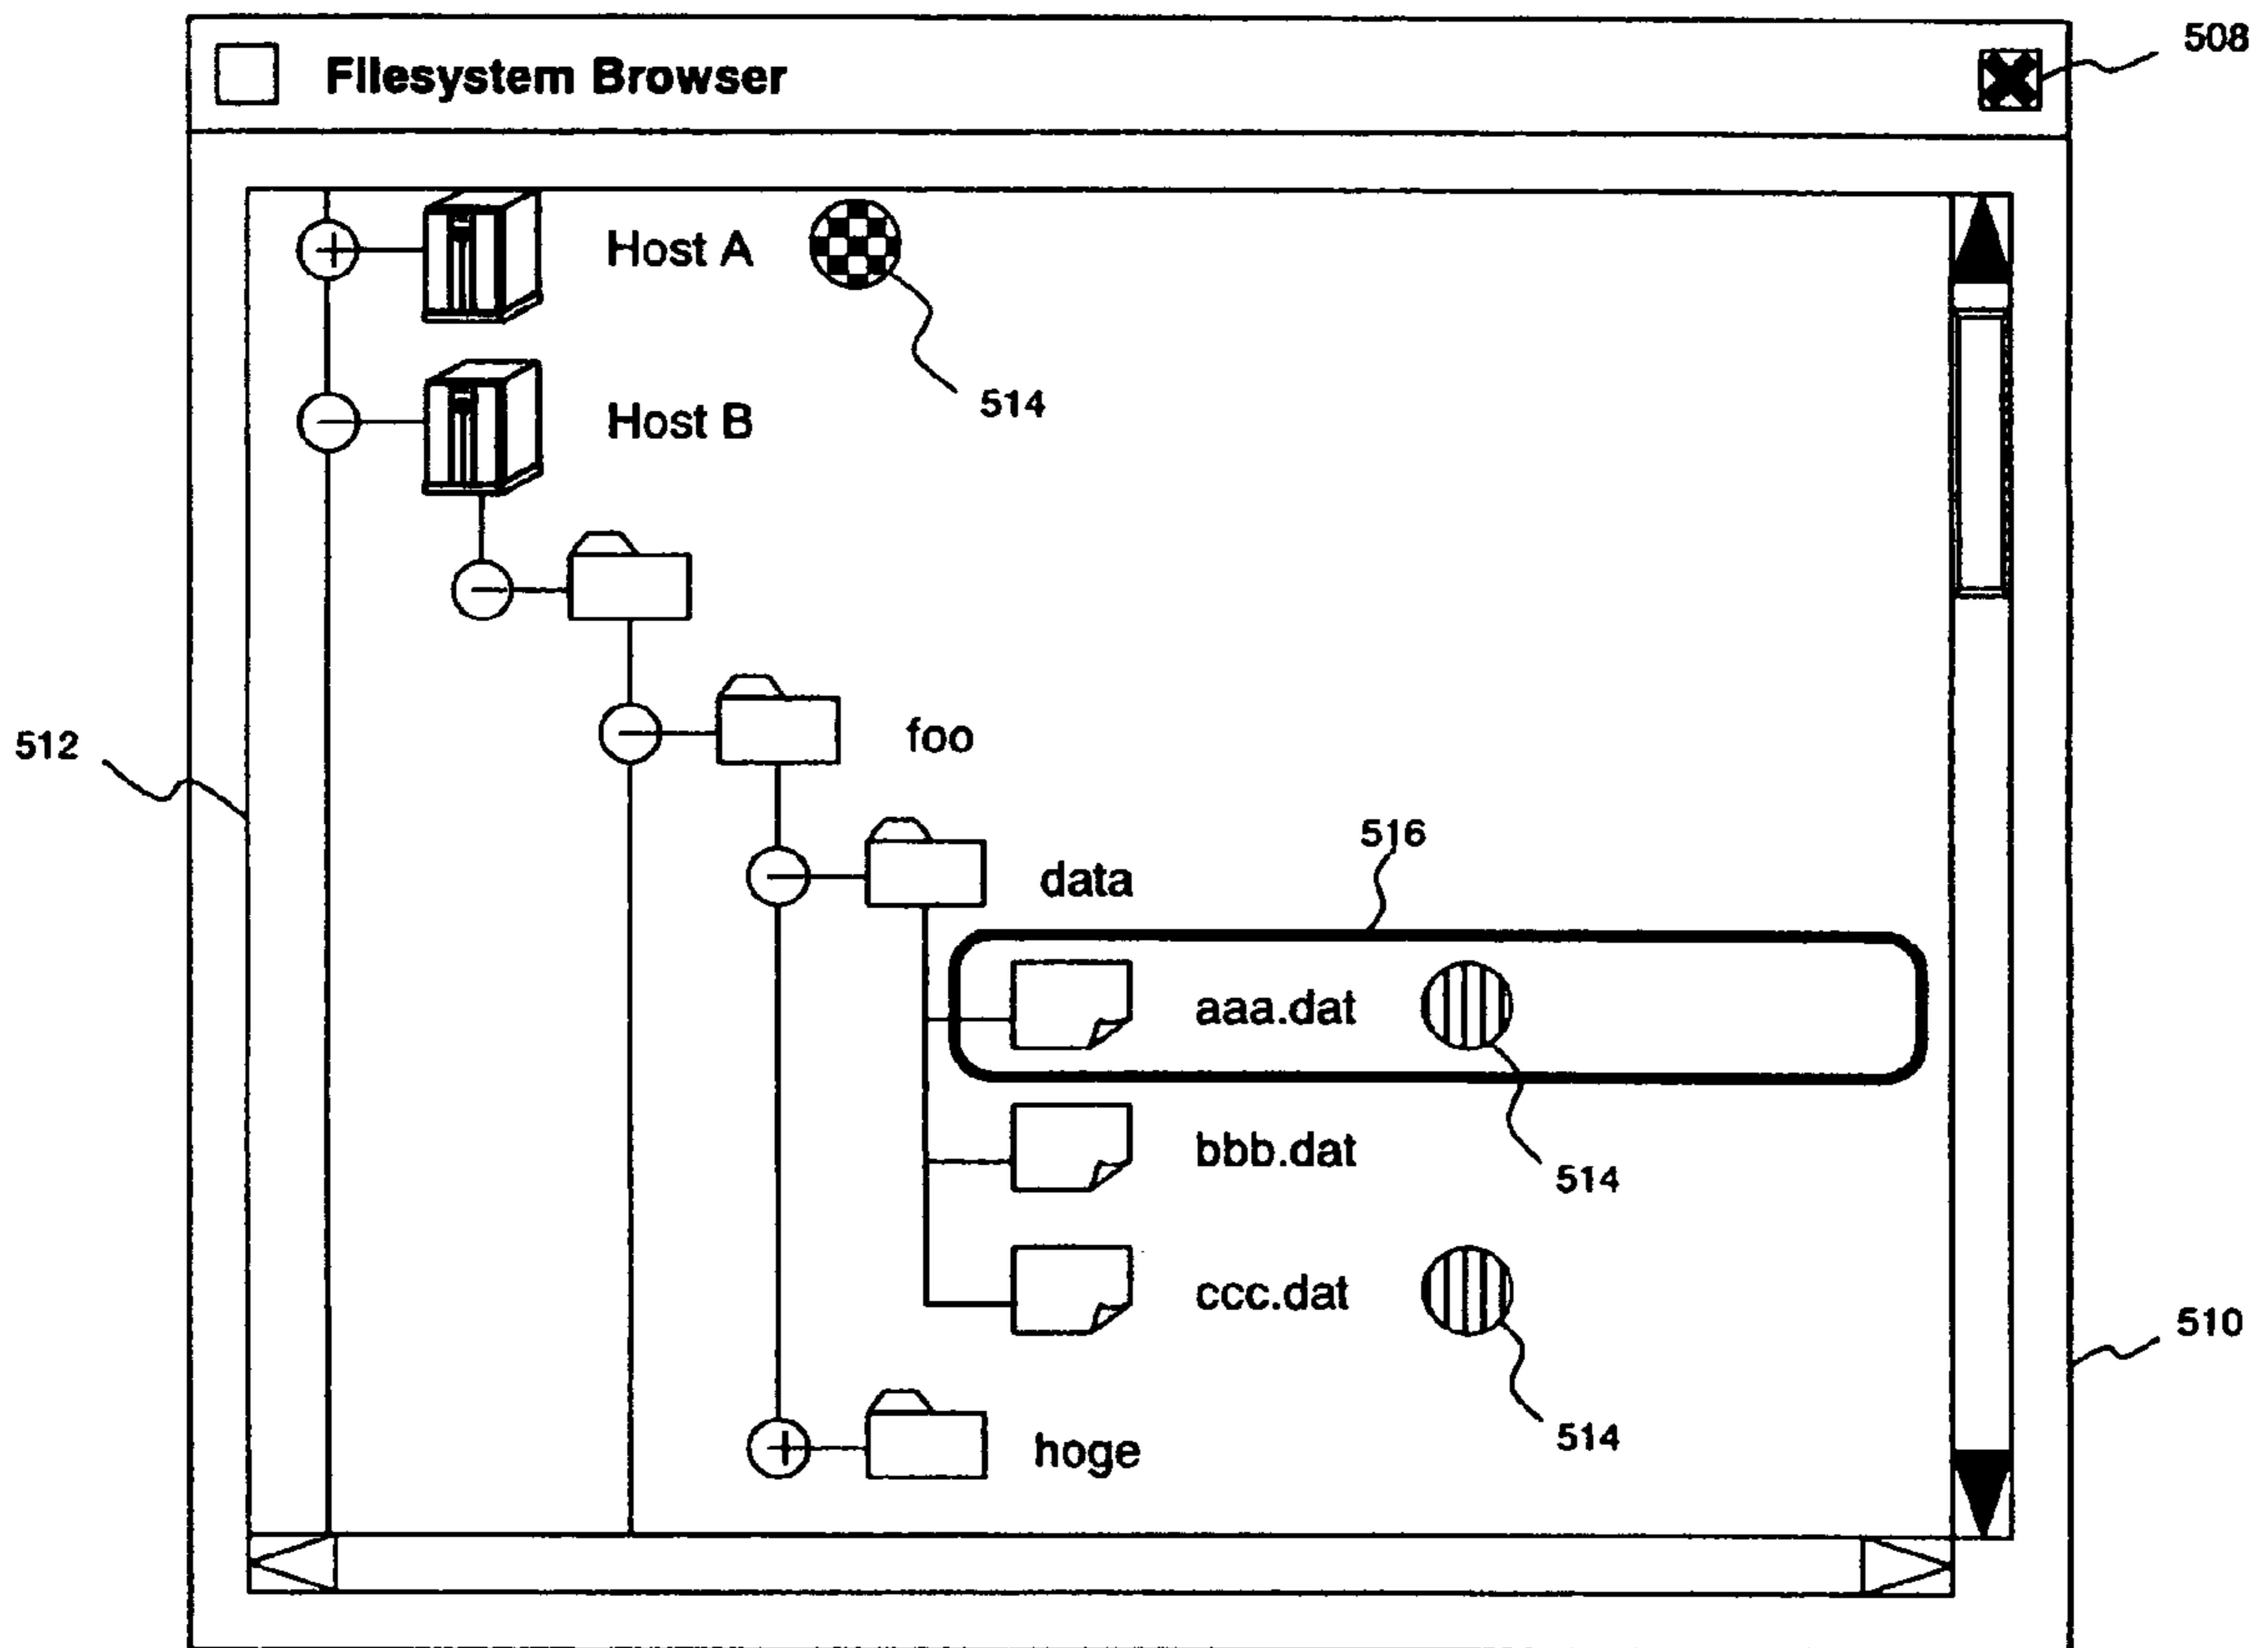 508
Filesystem Browser
Host A
514
Host B
512
foo
516
data
aaa.dat
514
bbb.dat
ccc.dat
510
514
hoge